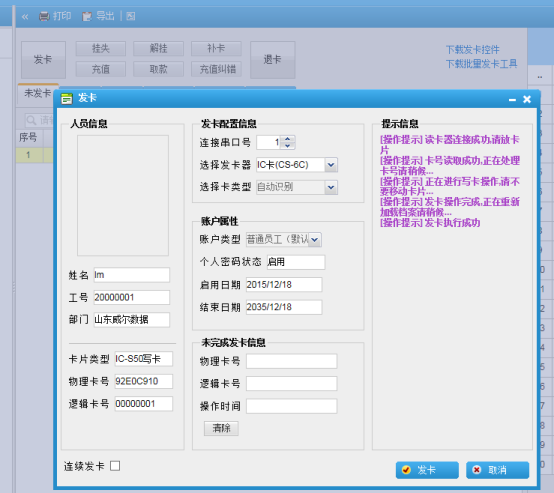 « 打印 导出 图
发卡 挂失 解挂 补卡 退卡
充值 取款 充值纠错
下载发卡控件
下载批量发卡工具
未发卡
序号
1
发卡
人员信息
姓名 lm
工号 20000001
部门 山东威尔数据
卡片类型 IC-S50写卡
物理卡号 92E0C910
逻辑卡号 00000001
发卡配置信息
连接串口号 1
选择发卡器 IC卡(CS-6C)
选择卡类型 自动识别
账户属性
账户类型 普通员工（默认
个人密码状态 启用
启用日期 2015/12/18
结束日期 2035/12/18
未完成发卡信息
物理卡号
逻辑卡号
操作时间
清除
提示信息
[操作提示] 读卡器连接成功,请放卡
片
[操作提示] 卡号读取成功,正在处理
卡号请稍候...
[操作提示] 正在进行写卡操作,请不
要移动卡片...
[操作提示] 发卡操作完成,正在重新
加载档案请稍候...
[操作提示] 发卡执行成功
连续发卡
发卡 取消